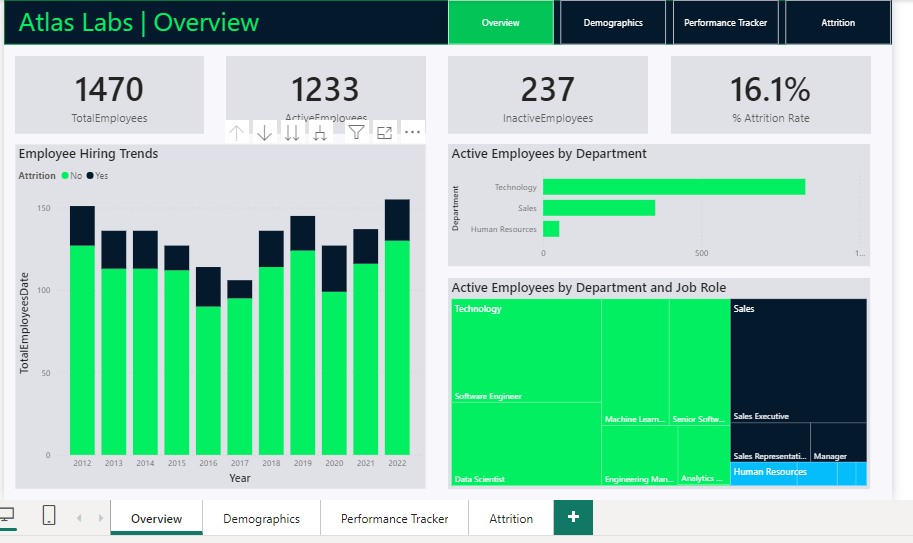 Atlas Labs | Overview
Overview
Demographics
Performance Tracker
Attrition
1470
TotalEmployees
1233
ActiveEmployees
237
InactiveEmployees
16.1%
% Attrition Rate
Employee Hiring Trends
Attrition No Yes
TotalEmployeesDate
150
100
50
0
2012 2013 2014 2015 2016 2017 2018 2019 2020 2021 2022
Year
Active Employees by Department
Department
Technology
Sales
Human Resources
0 500 1...
Active Employees by Department and Job Role
Technology
Software Engineer
Data Scientist
Machine Learn...
Senior Softw...
Engineering Man...
Analytics ...
Sales
Sales Executive
Sales Representati...
Manager
Human Resources
Overview
Demographics
Performance Tracker
Attrition